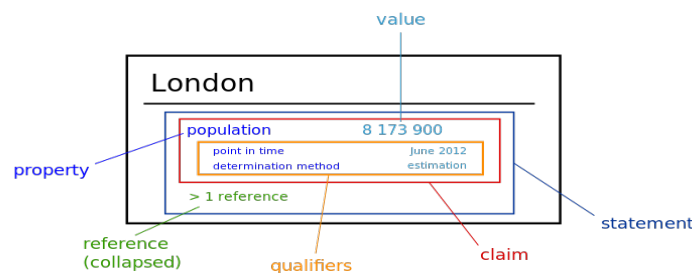 value
London
population 8 173 900
point in time June 2012
determination method estimation
property
> 1 reference
statement
reference
(collapsed)
qualifiers
claim